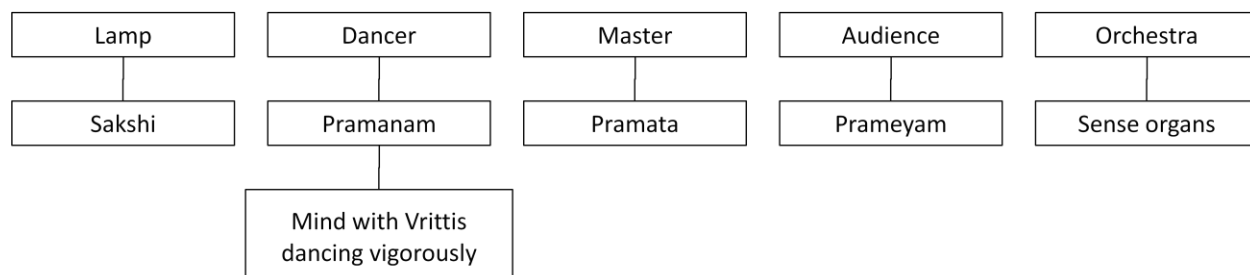 Lamp
Dancer
Master
Audience
Orchestra
Sakshi
Pramanam
Pramata
Prameyam
Sense organs
Mind with Vrittis
dancing vigorously